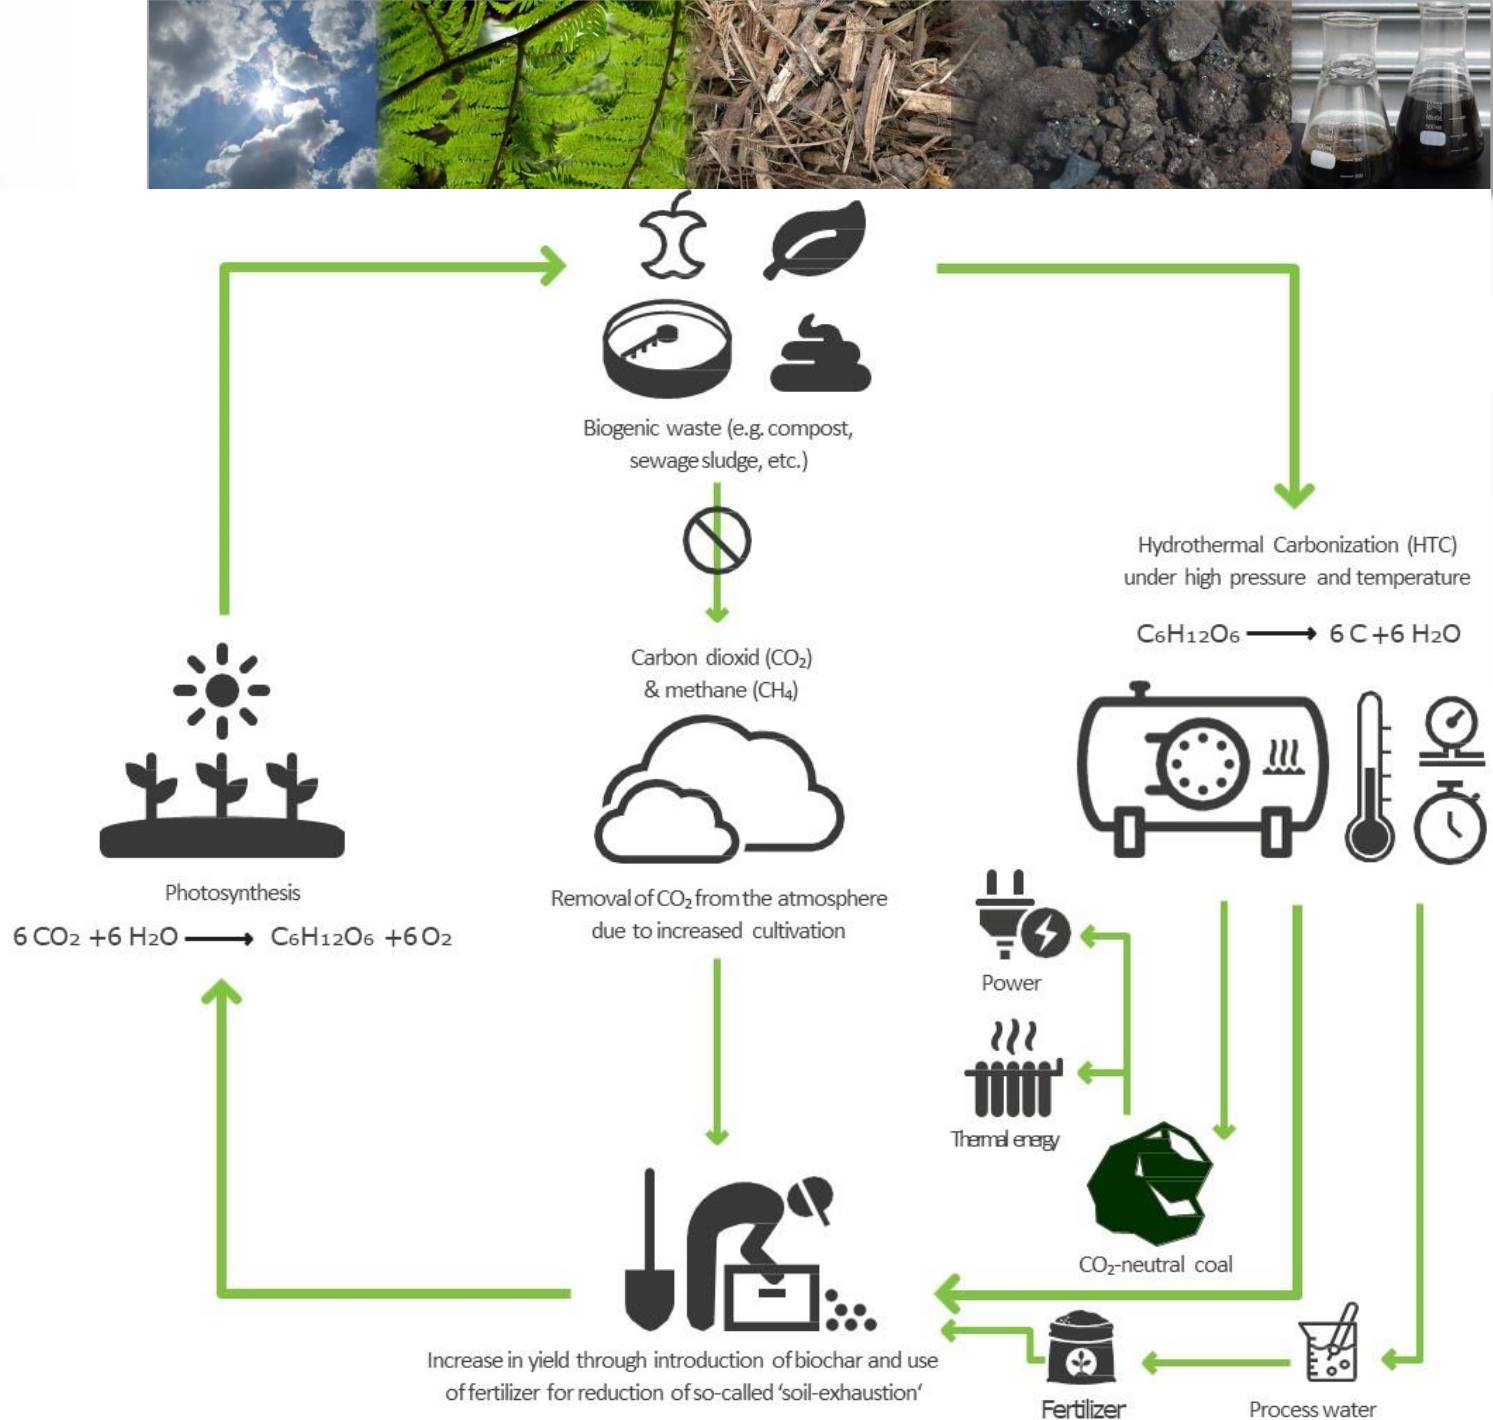 Biogenic waste (e.g. compost,
sewage sludge, etc.)
Hydrothermal Carbonization (HTC)
under high pressure and temperature
C₆H₁₂O₆ → 6 C + 6 H₂O
Carbon dioxid (CO₂)
& methane (CH₄)
Photosynthesis
6 CO₂ + 6 H₂O → C₆H₁₂O₆ + 6 O₂
Removal of CO₂ from the atmosphere
due to increased cultivation
Power
Thermal energy
CO₂-neutral coal
Increase in yield through introduction of biochar and use
of fertilizer for reduction of so-called ‘soil-exhaustion‘
Fertilizer
Process water